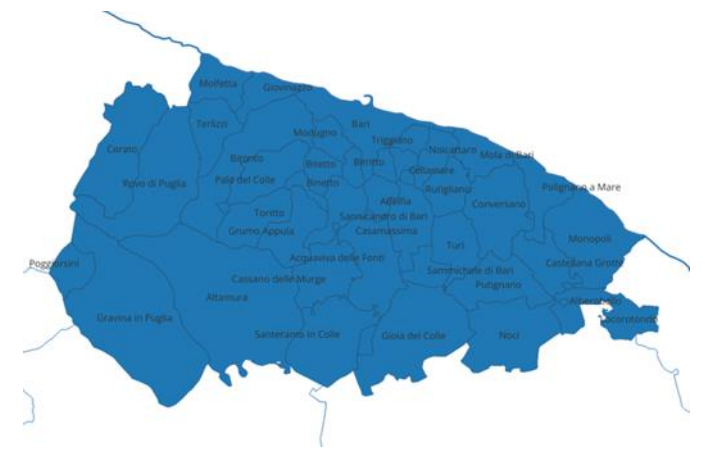 Molfetta
Giovinazzo
Terlizzi
Bari
Modugno
Triggiano
Corato
Noicattaro
Mola di Bari
Bitonto
Bitetto
Bitritto
Cellamare
Ruvo di Puglia
Palo del Colle
Binetto
Rutigliano
Polignano a Mare
Adelfia
Conversano
Toritto
Sannicandro di Bari
Grumo Appula
Casamassima
Monopoli
Turi
Acquaviva delle Fonti
Poggiorsini
Castellana Grotte
Sammichele di Bari
Cassano delle Murge
Putignano
Altamura
Alberobello
Gravina in Puglia
Locorotondo
Santeramo in Colle
Gioia del Colle
Noci